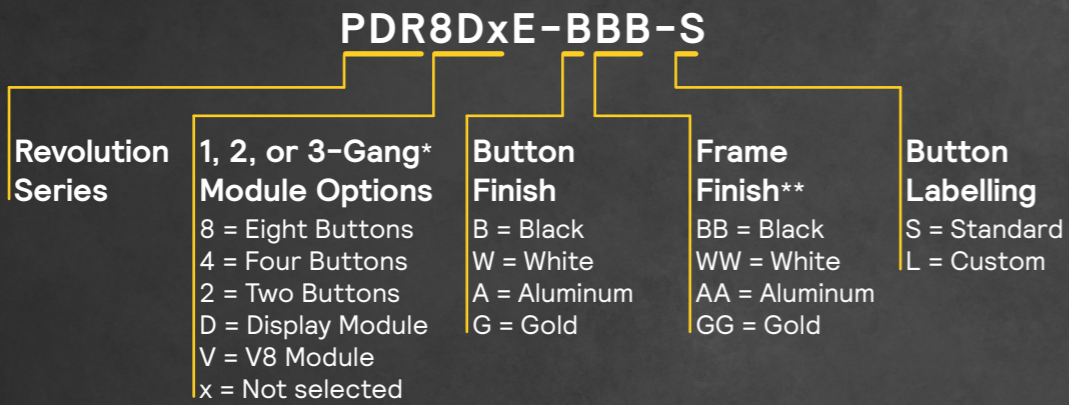 PDR8DxE-BBB-S
Revolution
Series
1, 2, or 3-Gang*
Module Options
8 = Eight Buttons
4 = Four Buttons
2 = Two Buttons
D = Display Module
V = V8 Module
x = Not selected
Button
Finish
B = Black
W = White
A = Aluminum
G = Gold
Frame
Finish**
BB = Black
WW = White
AA = Aluminum
GG = Gold
Button
Labelling
S = Standard
L = Custom